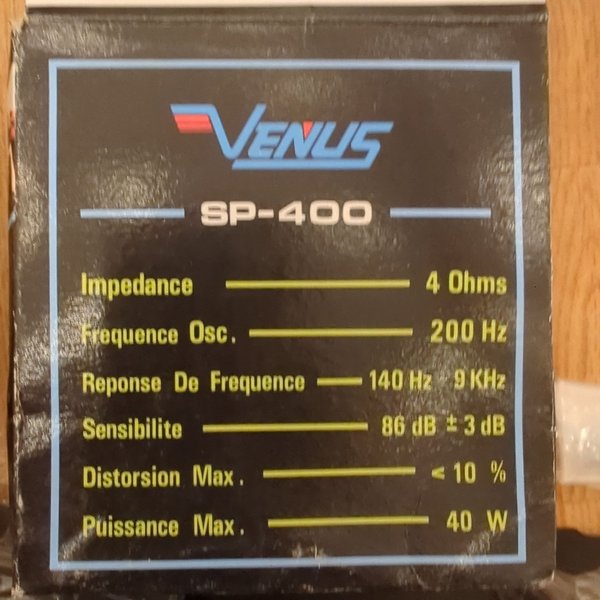 VENUS
SP-400
Impedance 4 Ohms
Frequence Osc. 200 Hz
Reponse De Frequence 140 Hz - 9 KHz
Sensibilite 86 dB ± 3 dB
Distorsion Max. < 10 %
Puissance Max. 40 W